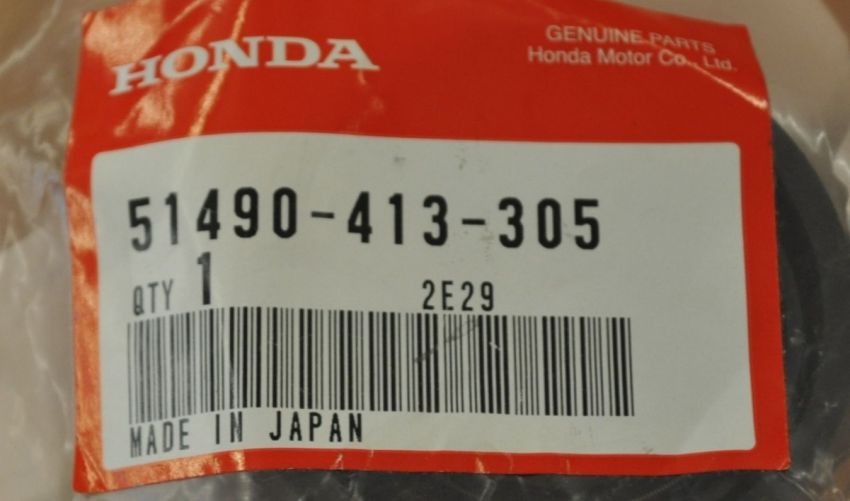 HONDA
GENUINE PARTS
Honda Motor Co., Ltd.
51490-413-305
QTY 1 2E29
MADE IN JAPAN